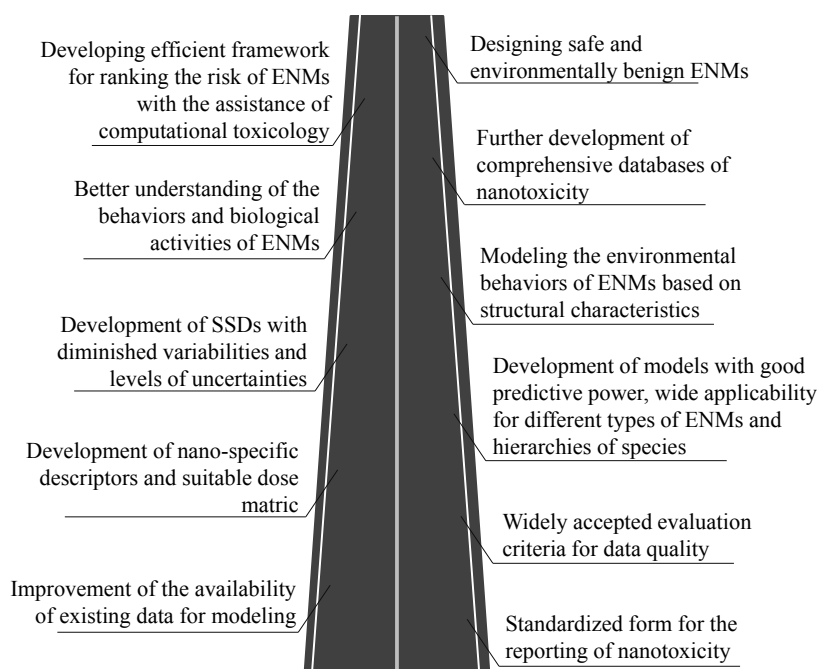 Developing efficient framework
for ranking the risk of ENMs
with the assistance of
computational toxicology
Better understanding of the
behaviors and biological
activities of ENMs
Development of SSDs with
diminished variabilities and
levels of uncertainties
Development of nano-specific
descriptors and suitable dose
matric
Improvement of the availability
of existing data for modeling
Designing safe and
environmentally benign ENMs
Further development of
comprehensive databases of
nanotoxicity
Modeling the environmental
behaviors of ENMs based on
structural characteristics
Development of models with good
predictive power, wide applicability
for different types of ENMs and
hierarchies of species
Widely accepted evaluation
criteria for data quality
Standardized form for the
reporting of nanotoxicity